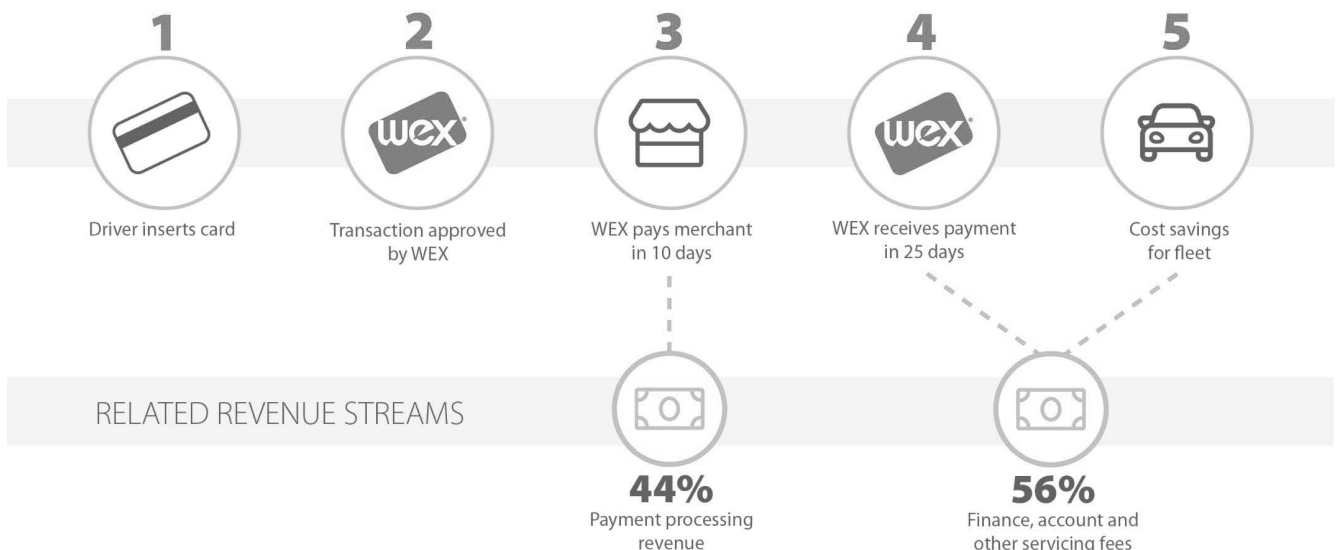 1
2
3
4
5
wex
wex
Driver inserts card
Transaction approved
by WEX
WEX pays merchant
in 10 days
WEX receives payment
in 25 days
Cost savings
for fleet
RELATED REVENUE STREAMS
44%
Payment processing
revenue
56%
Finance, account and
other servicing fees